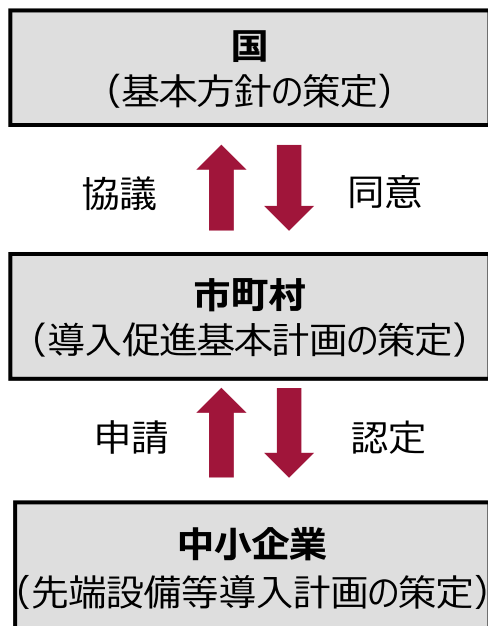 国
（基本方針の策定）
協議
同意
市町村
（導入促進基本計画の策定）
申請
認定
中小企業
（先端設備等導入計画の策定）